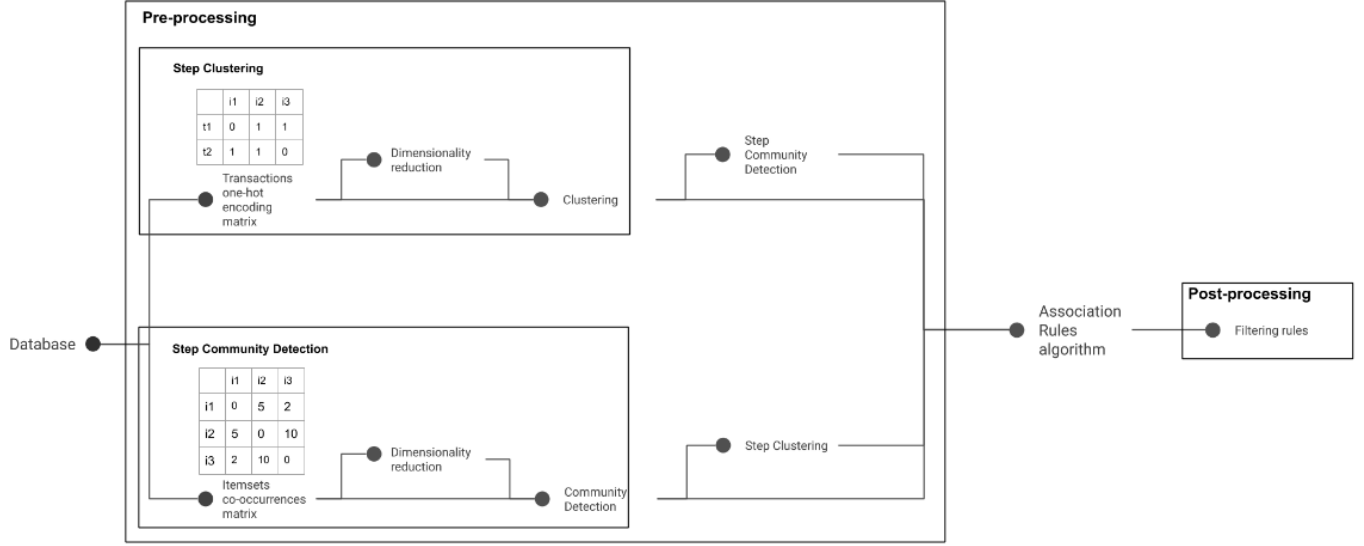 Pre-processing
Step Clustering
i1 i2 i3
t1 0 1 1
t2 1 1 0
Transactions
one-hot
encoding
matrix
Dimensionality
reduction
Clustering
Step
Community
Detection
Database
Step Community Detection
i1 i2 i3
i1 0 5 2
i2 5 0 10
i3 2 10 0
Itemsets
co-occurrences
matrix
Dimensionality
reduction
Community
Detection
Step Clustering
Association
Rules
algorithm
Post-processing
Filtering rules